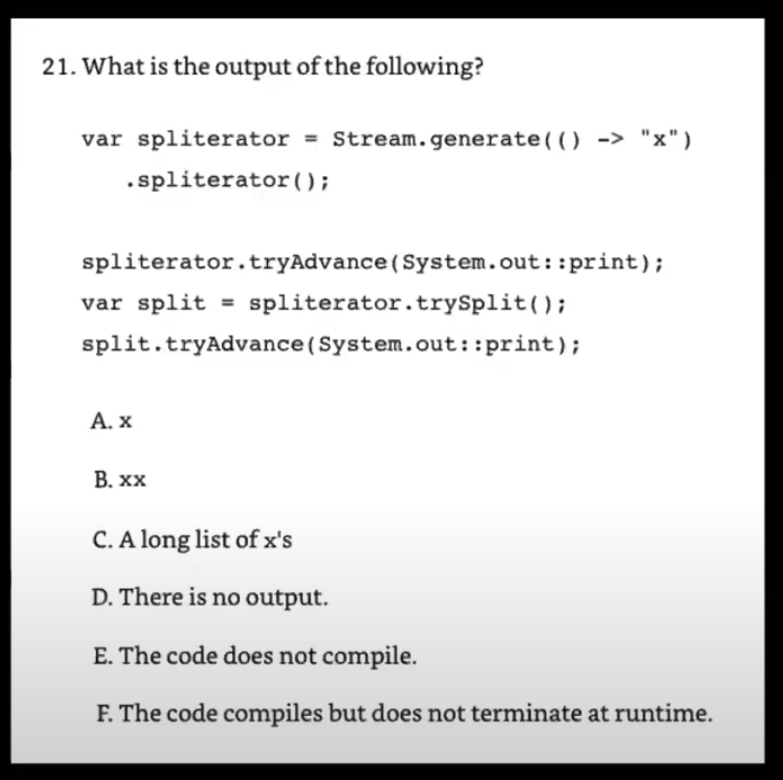 21. What is the output of the following?
var spliterator = Stream.generate(() -> "x")
.spliterator();
spliterator.tryAdvance(System.out::print);
var split = spliterator.trySplit();
split.tryAdvance(System.out::print);
A. x
B. xx
C. A long list of x's
D. There is no output.
E. The code does not compile.
F. The code compiles but does not terminate at runtime.